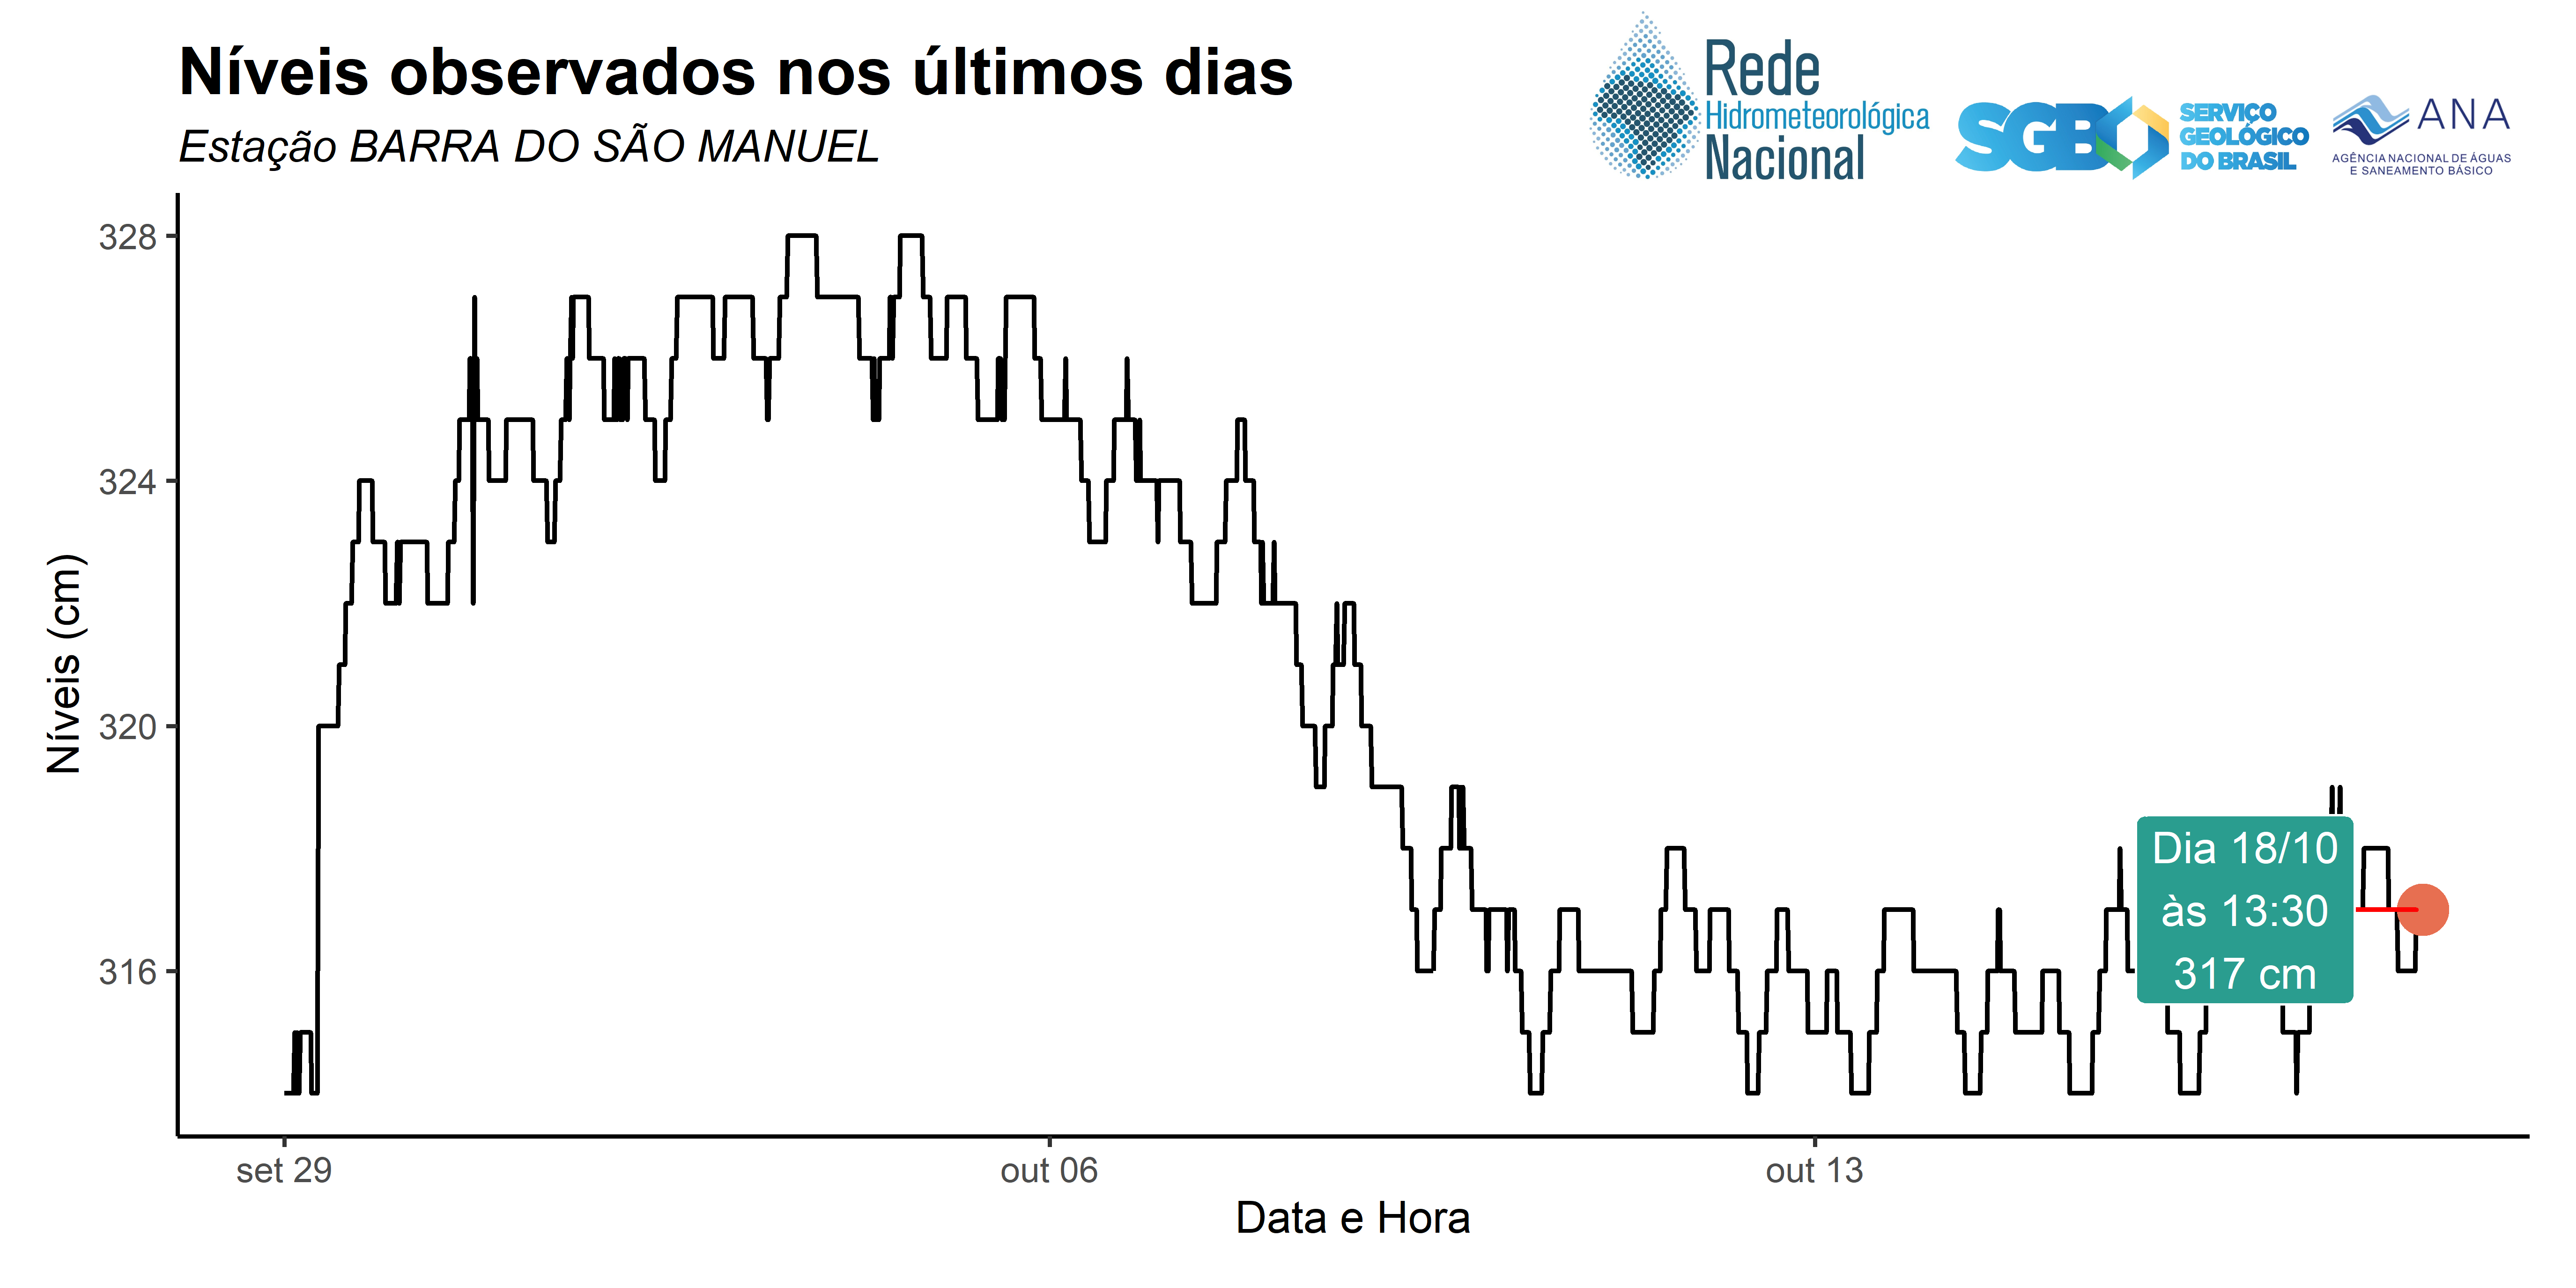 Níveis observados nos últimos dias
Estação BARRA DO SÃO MANUEL
Rede
Hidrometeorológica
Nacional
SGB
SERVIÇO
GEOLÓGICO
DO BRASIL
ANA
AGÊNCIA NACIONAL DE ÁGUAS
E SANEAMENTO BÁSICO
Níveis (cm)
328
324
320
316
Dia 18/10
às 13:30
317 cm
set 29
out 06
out 13
Data e Hora